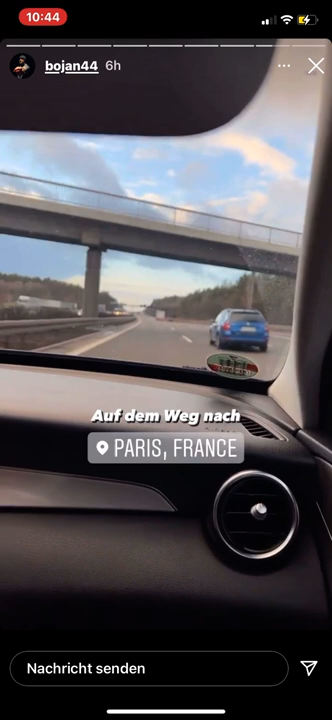 10:44
bojan44 6h
Auf dem Weg nach
PARIS, FRANCE
Nachricht senden